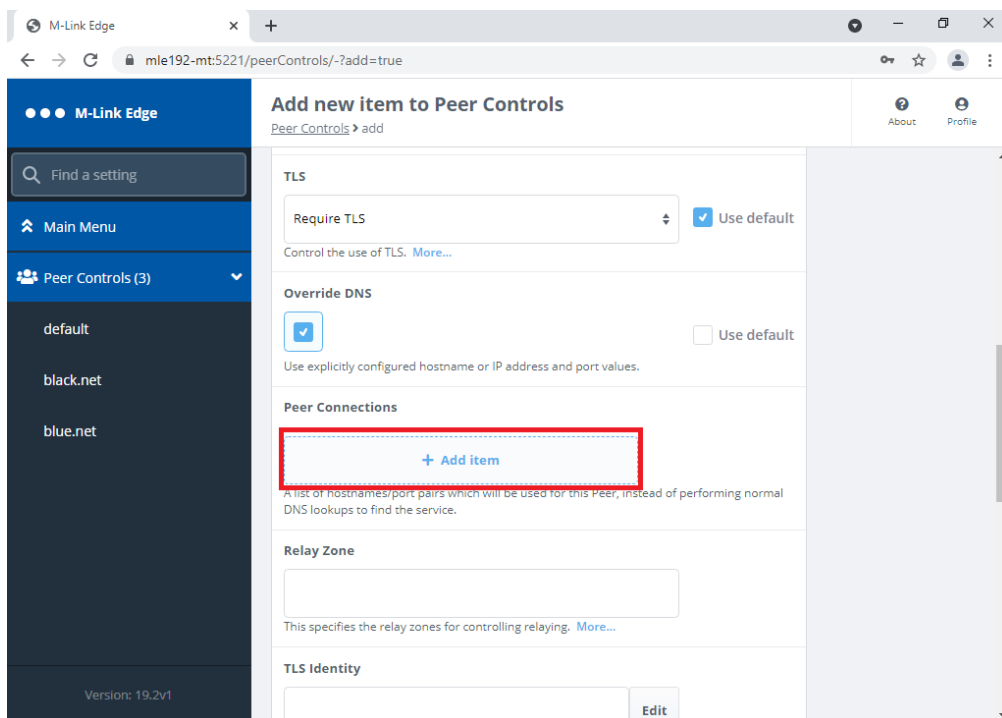 M-Link Edge
mle192-mt:5221/peerControls/-?add=true
M-Link Edge
Add new item to Peer Controls
Peer Controls > add
About
Profile
Find a setting
Main Menu
Peer Controls (3)
default
black.net
blue.net
Version: 19.2v1
TLS
Require TLS
Use default
Control the use of TLS. More...
Override DNS
Use default
Use explicitly configured hostname or IP address and port values.
Peer Connections
+ Add item
A list of hostnames/port pairs which will be used for this Peer, instead of performing normal
DNS lookups to find the service.
Relay Zone
This specifies the relay zones for controlling relaying. More...
TLS Identity
Edit